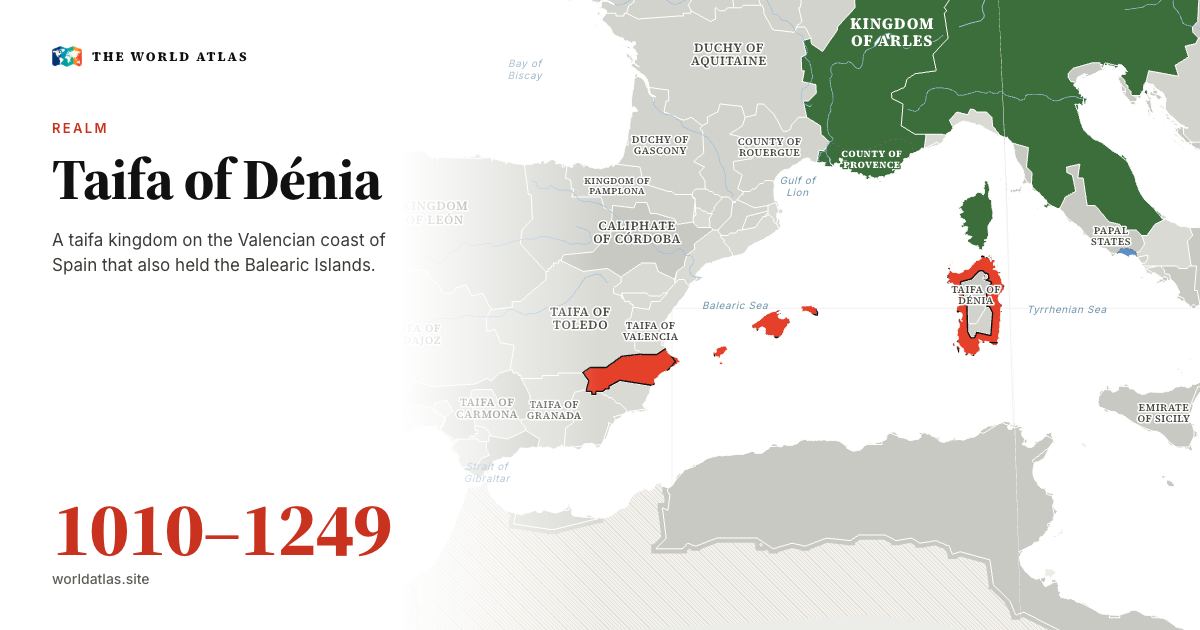 THE WORLD ATLAS
REALM
Taifa of Dénia
A taifa kingdom on the Valencian coast of
Spain that also held the Balearic Islands.
1010–1249
worldatlas.site
Bay of
Biscay
DUCHY OF
AQUITAINE
KINGDOM
OF ARLES
DUCHY OF
GASCONY
COUNTY OF
ROUERGUE
COUNTY OF
PROVENCE
KINGDOM OF
PAMPLONA
Gulf of
Lion
KINGDOM
OF LEÓN
CALIPHATE
OF CÓRDOBA
PAPAL
STATES
TAIFA OF
DÉNIA
Balearic Sea
Tyrrhenian Sea
TAIFA OF
TOLEDO
TAIFA OF
VALENCIA
TAIFA OF
CARMONA
TAIFA OF
GRANADA
EMIRATE
OF SICILY
Strait of
Gibraltar